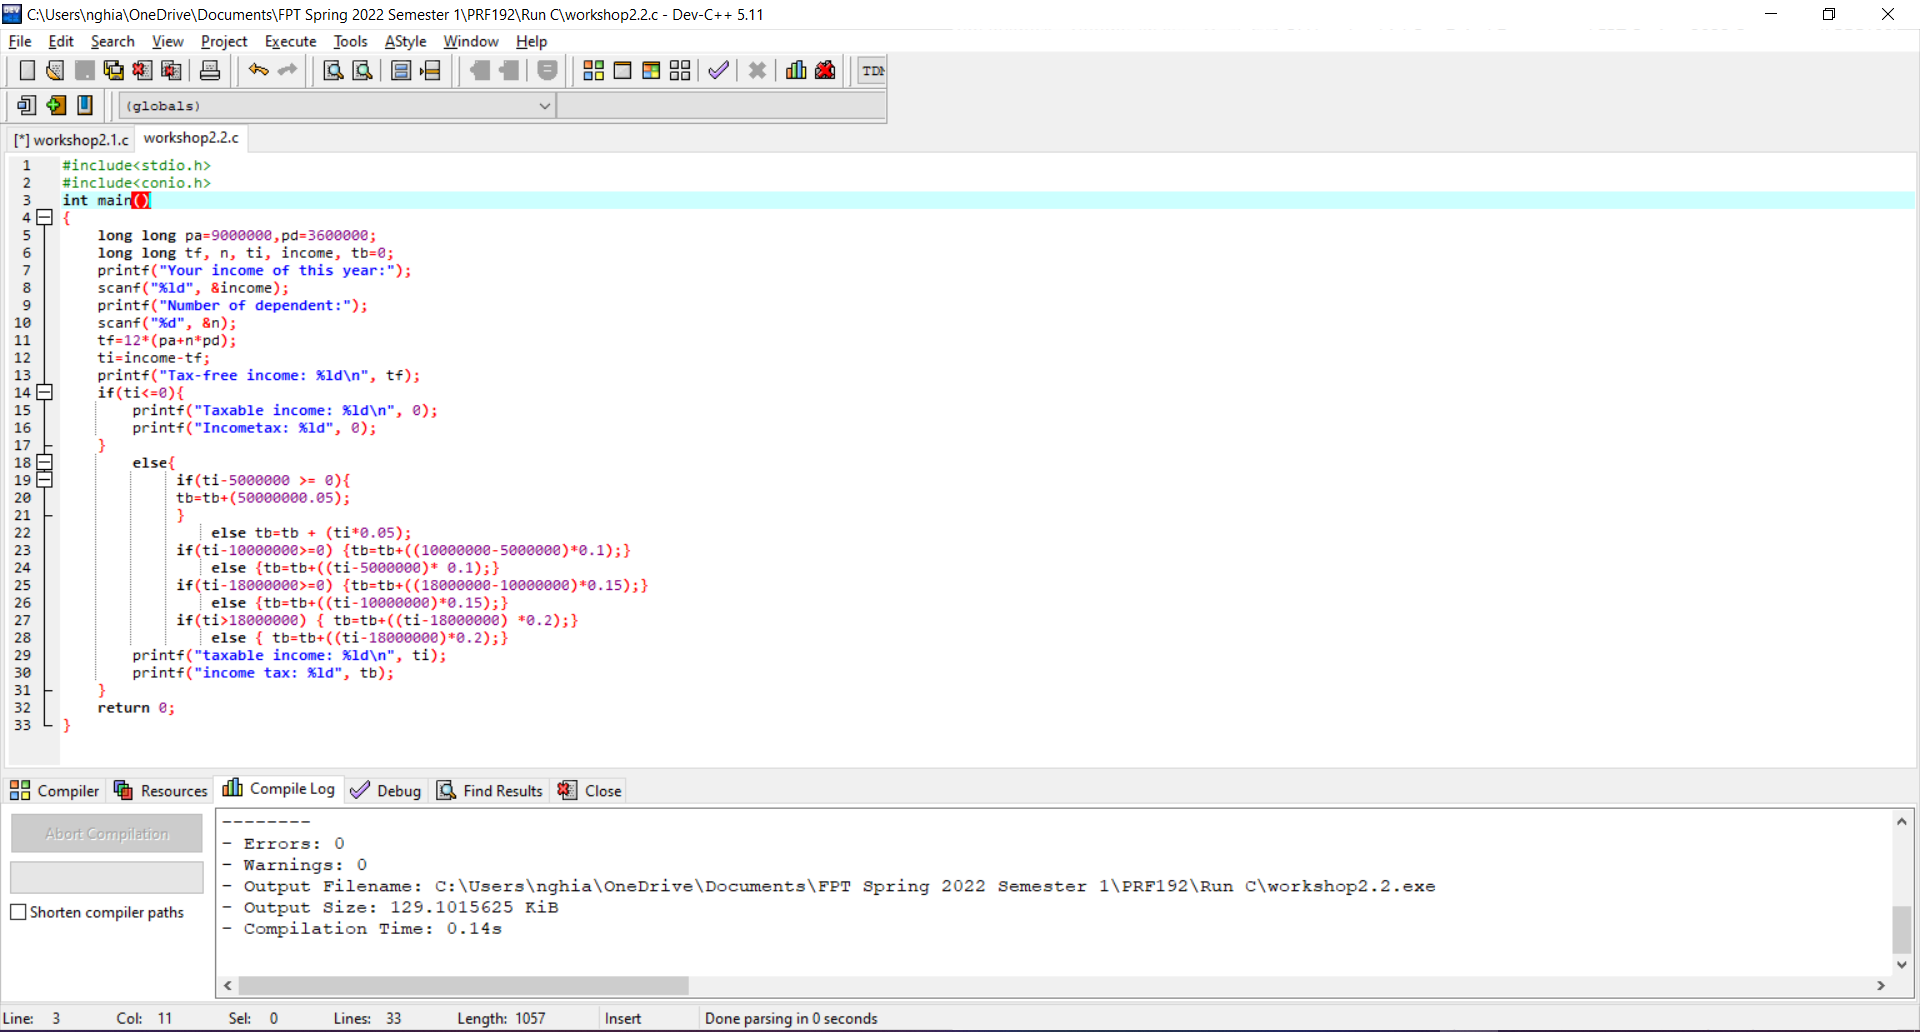 C:\Users\nghia\OneDrive\Documents\FPT Spring 2022 Semester 1\PRF192\Run C\workshop2.2.c - Dev-C++ 5.11
File Edit Search View Project Execute Tools AStyle Window Help
TDM
(globals)
[*] workshop2.1.c workshop2.2.c
1 #include<stdio.h>
2 #include<conio.h>
3 int main()
4 {
5 long long pa=9000000,pd=3600000;
6 long long tf, n, ti, income, tb=0;
7 printf("Your income of this year:");
8 scanf("%ld", &income);
9 printf("Number of dependent:");
10 scanf("%d", &n);
11 tf=12*(pa+n*pd);
12 ti=income-tf;
13 printf("Tax-free income: %ld\n", tf);
14 if(ti<=0){
15 printf("Taxable income: %ld\n", 0);
16 printf("Incometax: %ld", 0);
17 }
18 else{
19 if(ti-5000000 >= 0){
20 tb=tb+(50000000.05);
21 }
22 else tb=tb + (ti*0.05);
23 if(ti-10000000>=0) {tb=tb+((10000000-5000000)*0.1);}
24 else {tb=tb+((ti-5000000)* 0.1);}
25 if(ti-18000000>=0) {tb=tb+((18000000-10000000)*0.15);}
26 else {tb=tb+((ti-10000000)*0.15);}
27 if(ti>18000000) { tb=tb+((ti-18000000) *0.2);}
28 else { tb=tb+((ti-18000000)*0.2);}
29 printf("taxable income: %ld\n", ti);
30 printf("income tax: %ld", tb);
31 }
32 return 0;
33 }
Compiler Resources Compile Log Debug Find Results Close
Abort Compilation
Shorten compiler paths
--------
- Errors: 0
- Warnings: 0
- Output Filename: C:\Users\nghia\OneDrive\Documents\FPT Spring 2022 Semester 1\PRF192\Run C\workshop2.2.exe
- Output Size: 129.1015625 KiB
- Compilation Time: 0.14s
Line: 3 Col: 11 Sel: 0 Lines: 33 Length: 1057 Insert Done parsing in 0 seconds